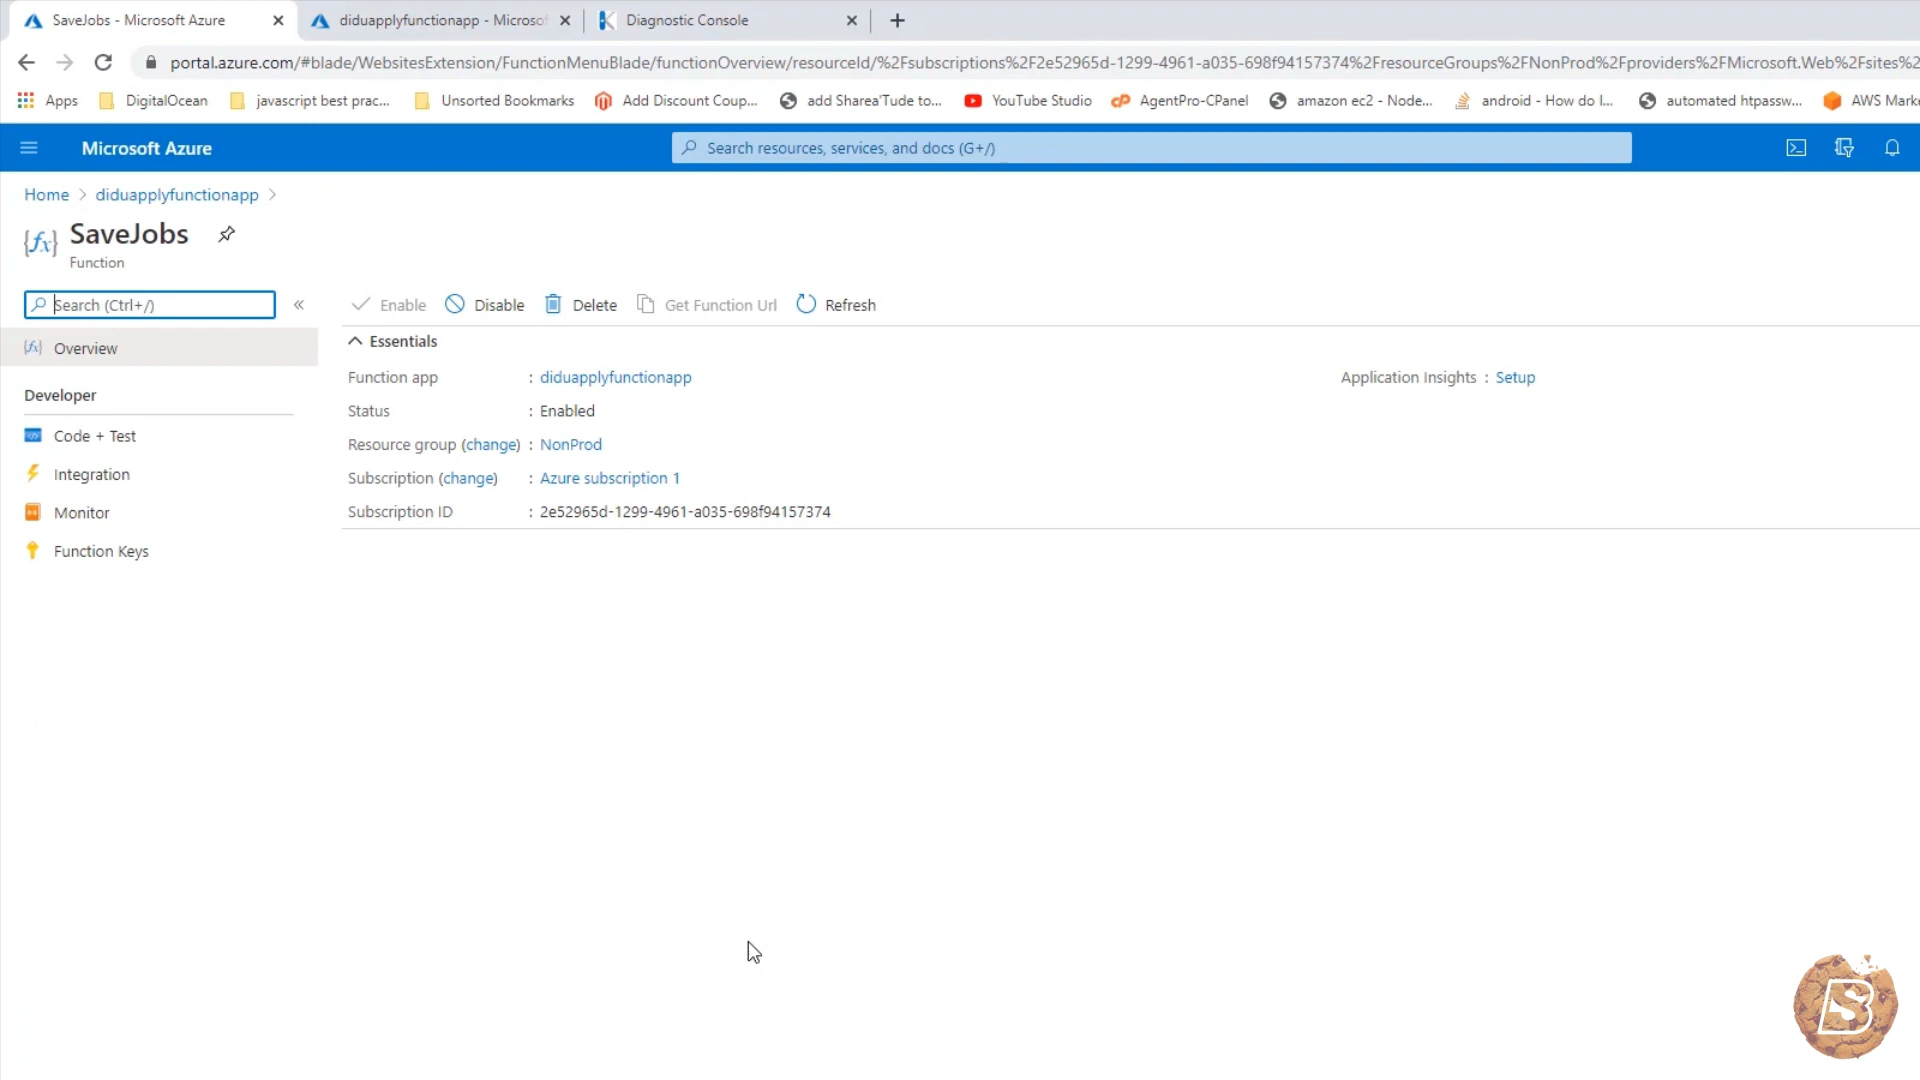 SaveJobs - Microsoft Azure
diduapplyfunctionapp - Microsof
Diagnostic Console
portal.azure.com/#blade/WebsitesExtension/FunctionMenuBlade/functionOverview/resourceId/%2Fsubscriptions%2F2e52965d-1299-4961-a035-698f94157374%2FresourceGroups%2FNonProd%2Fproviders%2FMicrosoft.Web%2Fsites%2
Apps DigitalOcean javascript best prac... Unsorted Bookmarks Add Discount Coup... add Sharea'Tude to... YouTube Studio AgentPro-CPanel amazon ec2 - Node... android - How do I... automated htpassw... AWS Marke
Microsoft Azure
Search resources, services, and docs (G+/)
Home > diduapplyfunctionapp >
{fx} SaveJobs
Function
Search (Ctrl+/) «
Enable Disable Delete Get Function Url Refresh
Overview
Developer
Code + Test
Integration
Monitor
Function Keys
Essentials
Function app : diduapplyfunctionapp
Status : Enabled
Resource group (change) : NonProd
Subscription (change) : Azure subscription 1
Subscription ID : 2e52965d-1299-4961-a035-698f94157374
Application Insights : Setup